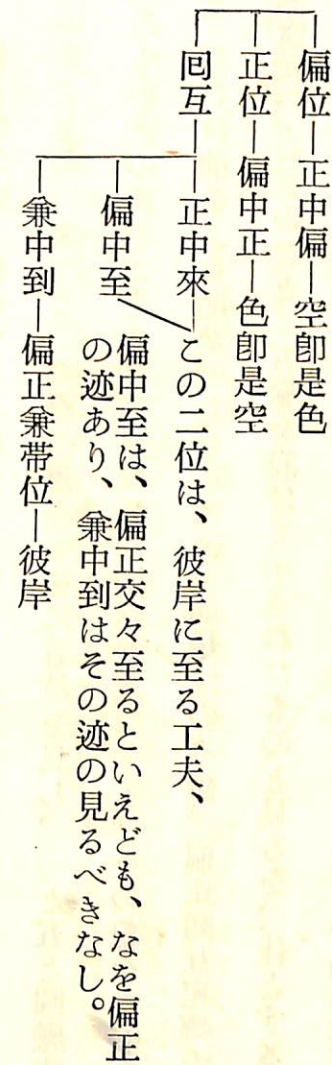 偏位―正中偏―空卽是色
正位―偏中正―色卽是空
囘互―
正中來―この二位は、彼岸に至る工夫、
偏中至
偏中至は、偏正交々至るといえども、なを偏正
の迹あり、兼中到はその迹の見るべきなし。
兼中到―偏正兼帯位―彼岸